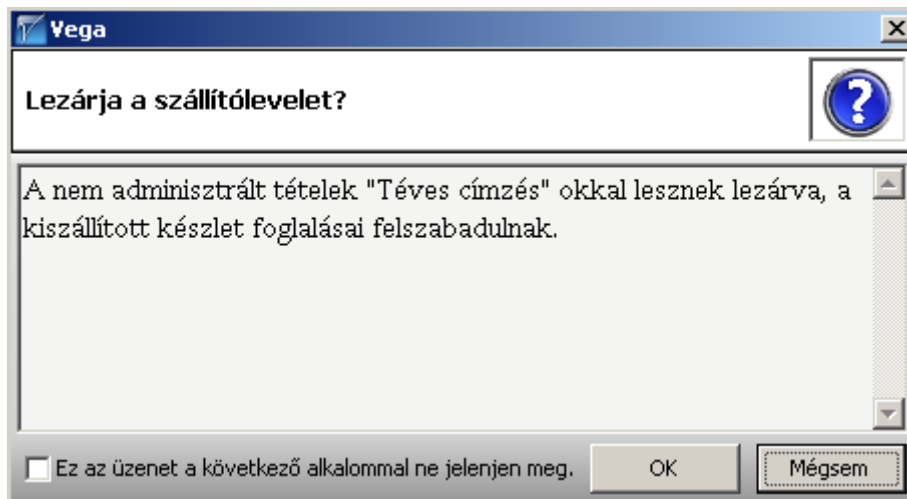 Vega
Lezárja a szállítólevelet?
A nem adminisztrált tételek "Téves címzés" okkal lesznek lezárva, a
kiszállított készlet foglalásai felszabadulnak.
Ez az üzenet a következő alkalommal ne jelenjen meg.
OK
Mégsem